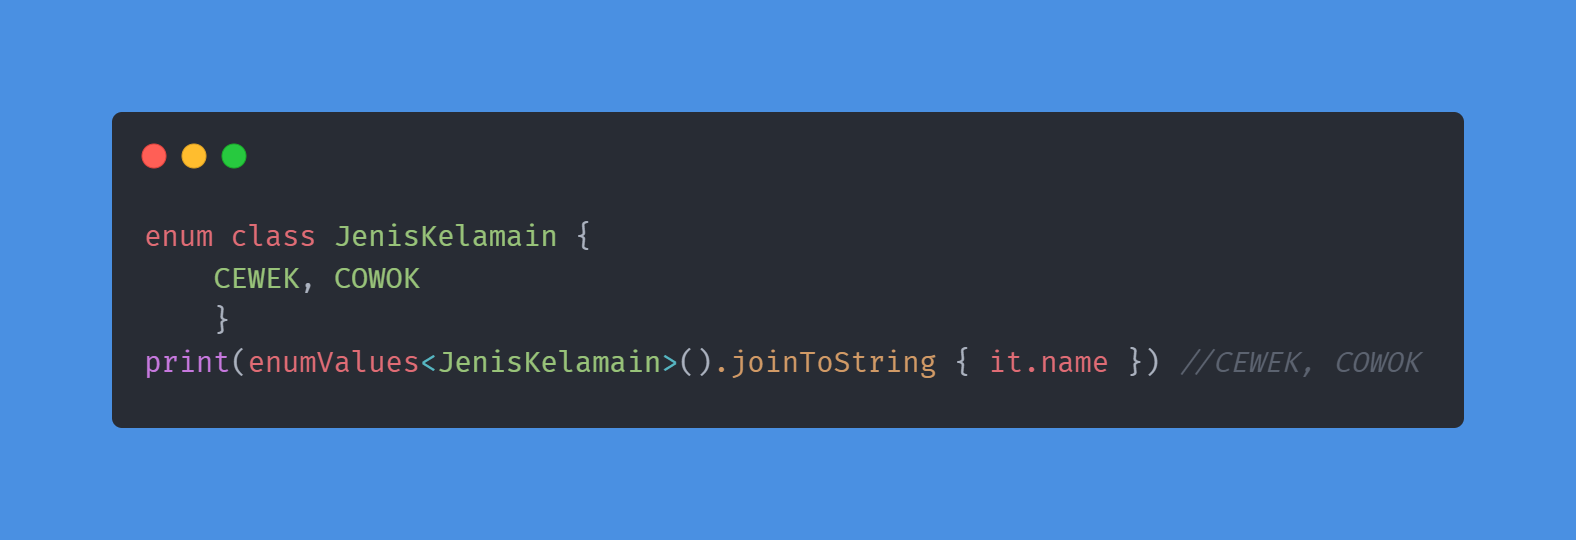 enum class JenisKelamain {
    CEWEK, COWOK
    }
print(enumValues<JenisKelamain>().joinToString { it.name }) //CEWEK, COWOK